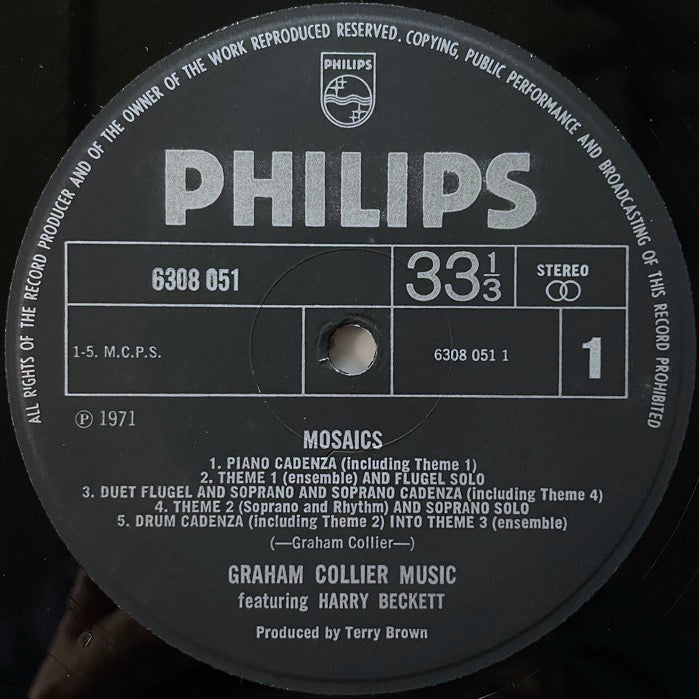 ALL RIGHTS OF THE RECORD PRODUCER AND OF THE OWNER OF THE WORK REPRODUCED RESERVED. COPYING, PUBLIC PERFORMANCE AND BROADCASTING OF THIS RECORD PROHIBITED
PHILIPS
PHILIPS
6308 051
33 1/3
STEREO
1-5. M.C.P.S.
6308 051 1
1
Ⓟ 1971
MOSAICS
1. PIANO CADENZA (including Theme 1)
2. THEME 1 (ensemble) AND FLUGEL SOLO
3. DUET FLUGEL AND SOPRANO AND SOPRANO CADENZA (including Theme 4)
4. THEME 2 (Soprano and Rhythm) AND SOPRANO SOLO
5. DRUM CADENZA (including Theme 2) INTO THEME 3 (ensemble)
(—Graham Collier—)
GRAHAM COLLIER MUSIC
featuring HARRY BECKETT
Produced by Terry Brown